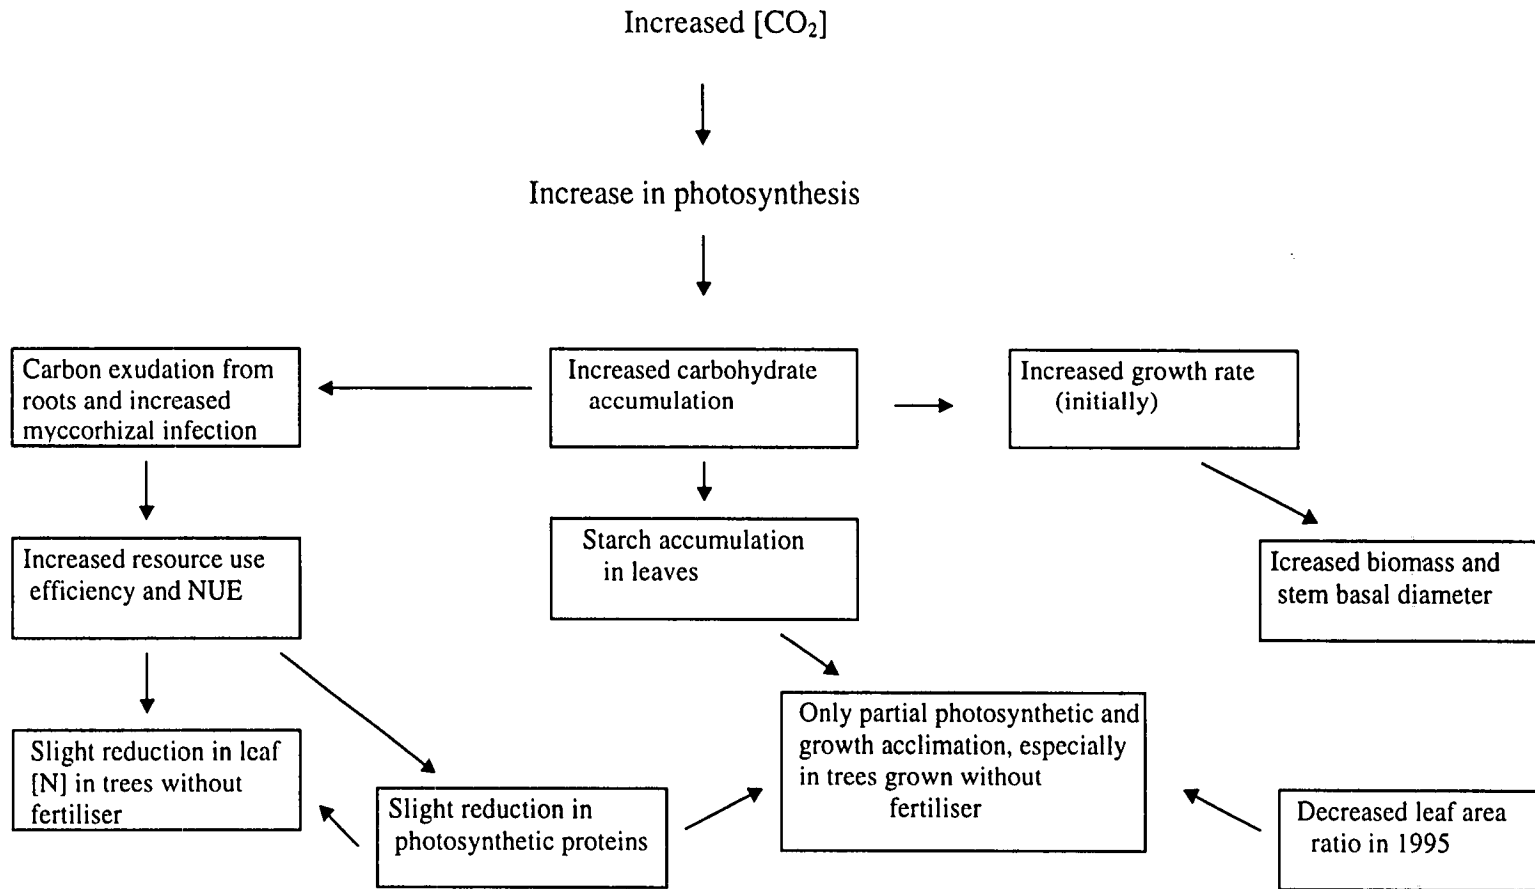 Increased [CO₂]
Increase in photosynthesis
Carbon exudation from
roots and increased
myccorhizal infection
Increased carbohydrate
accumulation
Increased growth rate
(initially)
Increased resource use
efficiency and NUE
Starch accumulation
in leaves
Icreased biomass and
stem basal diameter
Slight reduction in leaf
[N] in trees without
fertiliser
Slight reduction in
photosynthetic proteins
Only partial photosynthetic and
growth acclimation, especially
in trees grown without
fertiliser
Decreased leaf area
ratio in 1995